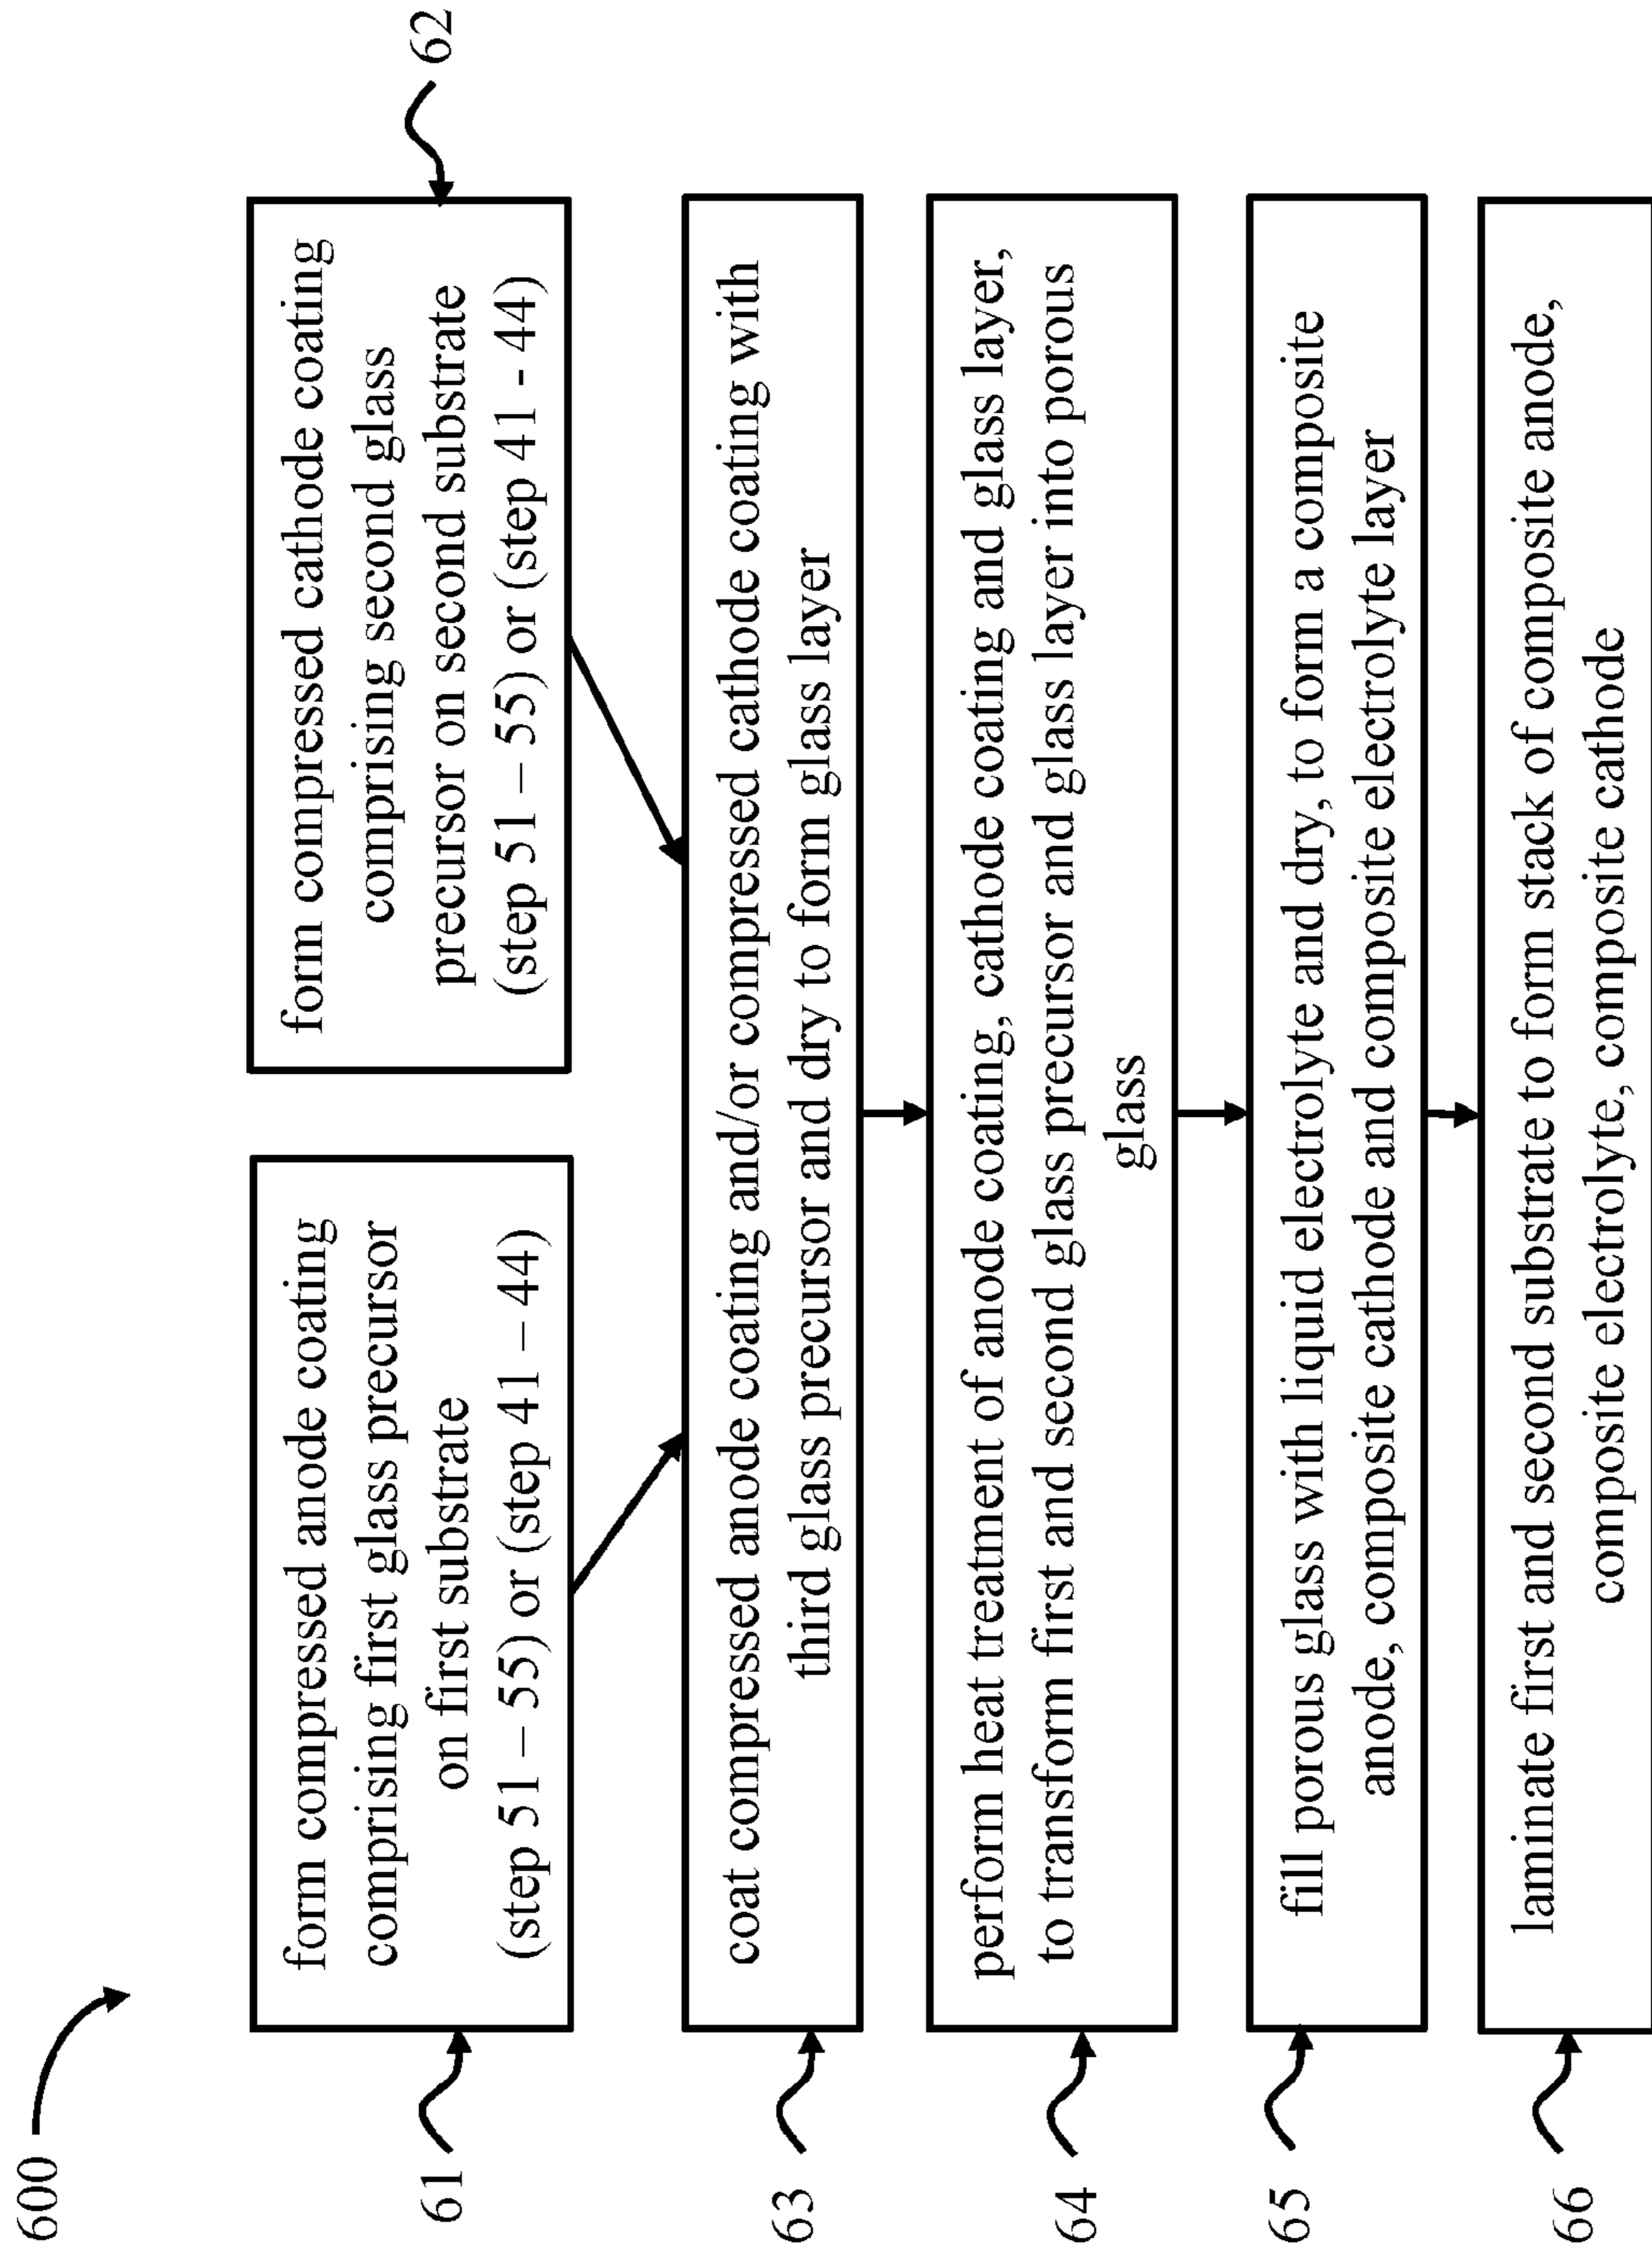 600
61
form compressed anode coating
comprising first glass precursor
on first substrate
(step 51 – 55) or (step 41 – 44)
62
form compressed cathode coating
comprising second glass
precursor on second substrate
(step 51 – 55) or (step 41 - 44)
63
coat compressed anode coating and/or compressed cathode coating with
third glass precursor and dry to form glass layer
64
perform heat treatment of anode coating, cathode coating and glass layer,
to transform first and second glass precursor and glass layer into porous
glass
65
fill porous glass with liquid electrolyte and dry, to form a composite
anode, composite cathode and composite electrolyte layer
66
laminate first and second substrate to form stack of composite anode,
composite electrolyte, composite cathode